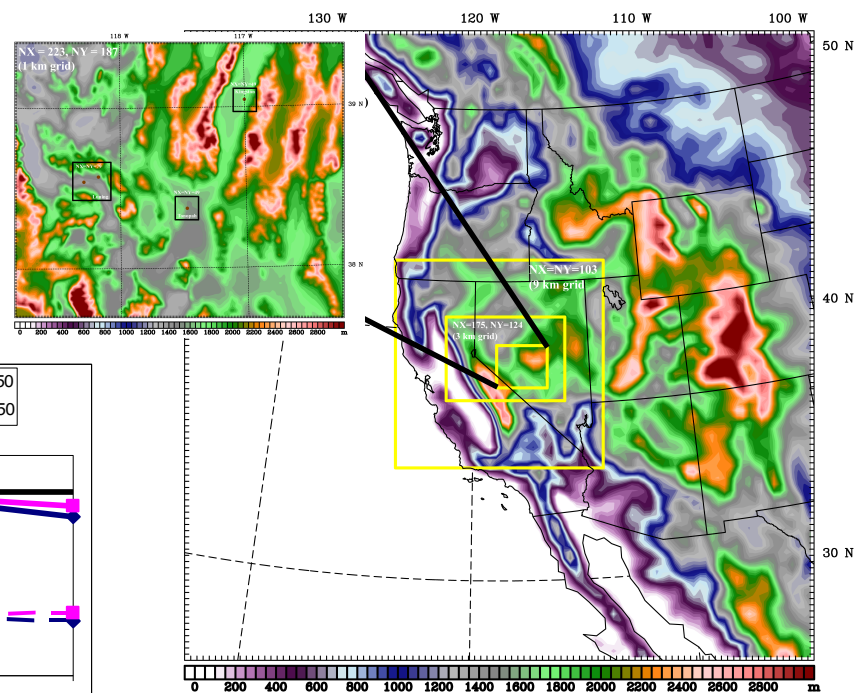 130 W 120 W 110 W 100 W
118 W 117 W
NX = 223, NY = 187
(1 km grid)
50 N
)
39 N
38 N
0 200 400 600 800 1000 1200 1400 1600 1800 2000 2200 2400 2600 2800 m
NX=NY=103
(9 km grid
40 N
NX=175, NY=124
(3 km grid)
50
50
30 N
0 200 400 600 800 1000 1200 1400 1600 1800 2000 2200 2400 2600 2800 m